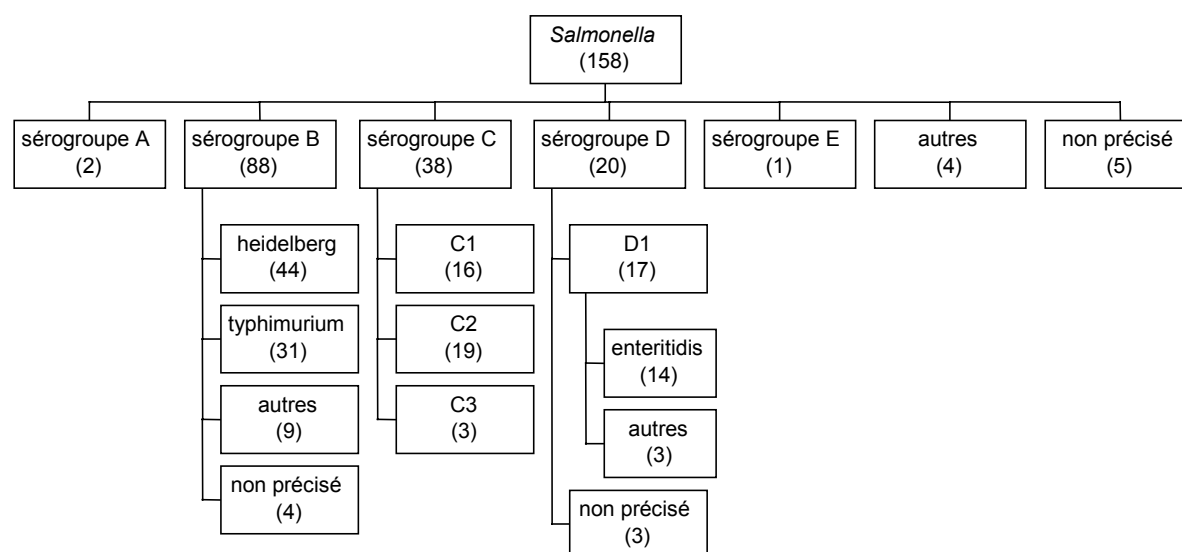 Salmonella
(158)
sérogroupe A
(2)
sérogroupe B
(88)
sérogroupe C
(38)
sérogroupe D
(20)
sérogroupe E
(1)
autres
(4)
non précisé
(5)
heidelberg
(44)
typhimurium
(31)
autres
(9)
non précisé
(4)
C1
(16)
C2
(19)
C3
(3)
D1
(17)
enteritidis
(14)
autres
(3)
non précisé
(3)